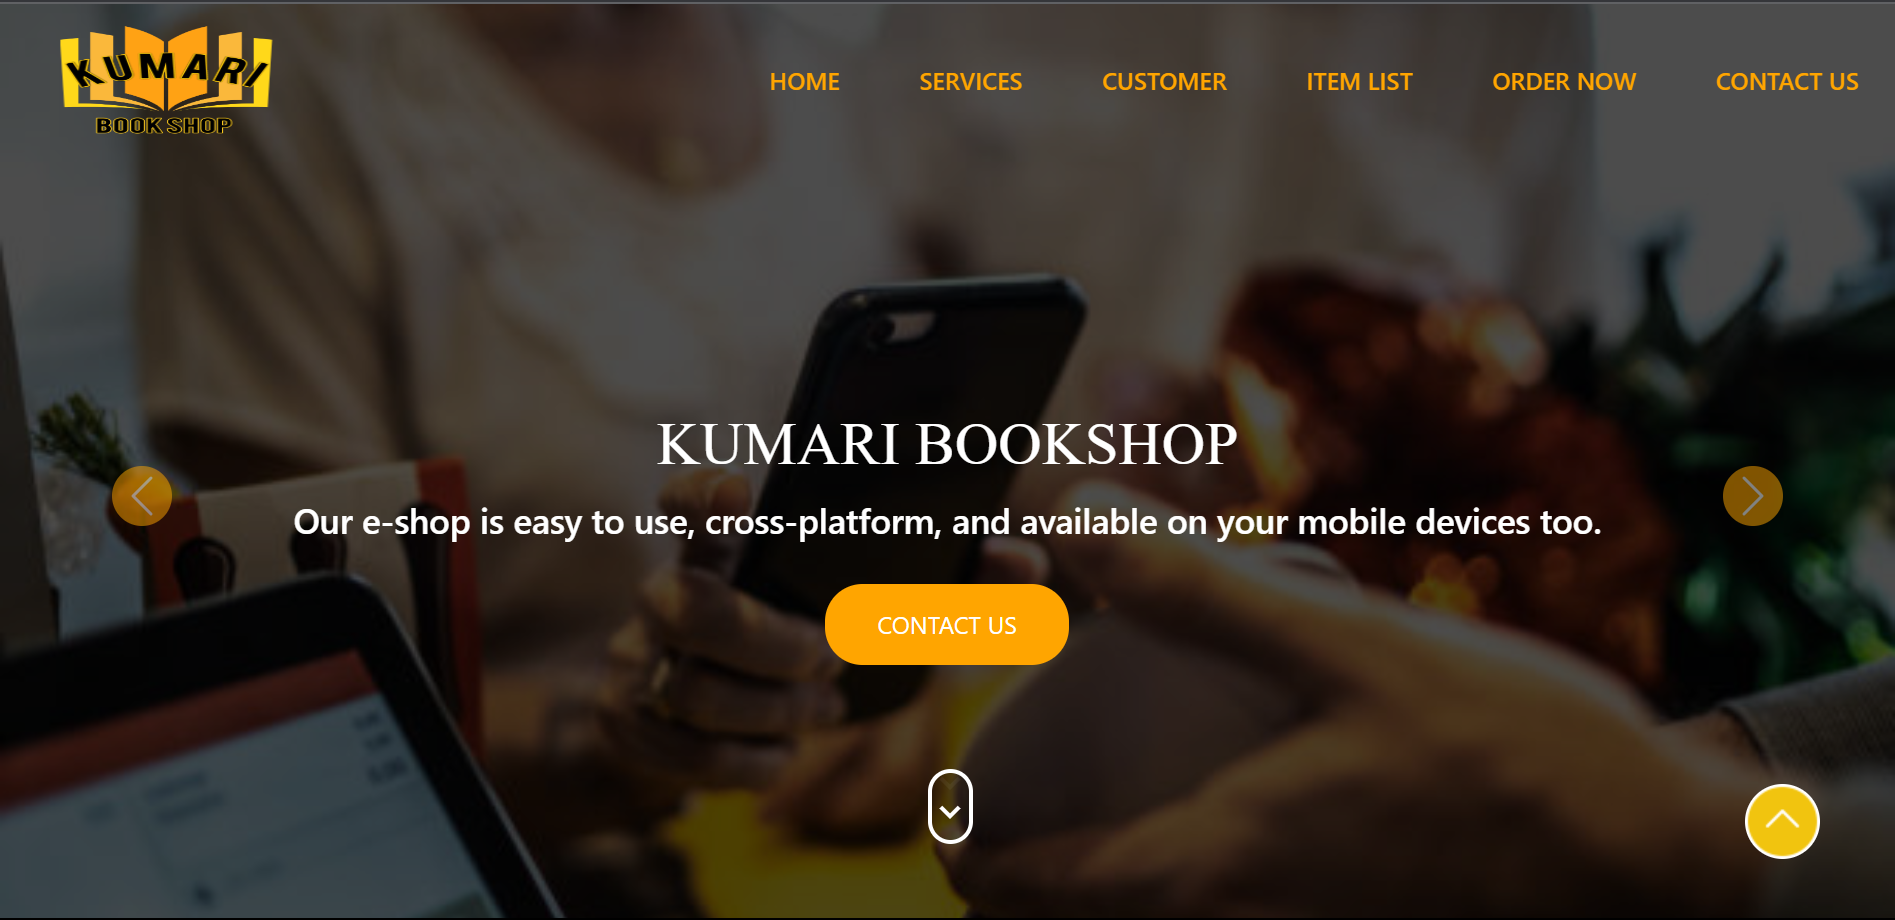 KUMARI
BOOK SHOP
HOME SERVICES CUSTOMER ITEM LIST ORDER NOW CONTACT US
KUMARI BOOKSHOP
Our e-shop is easy to use, cross-platform, and available on your mobile devices too.
CONTACT US